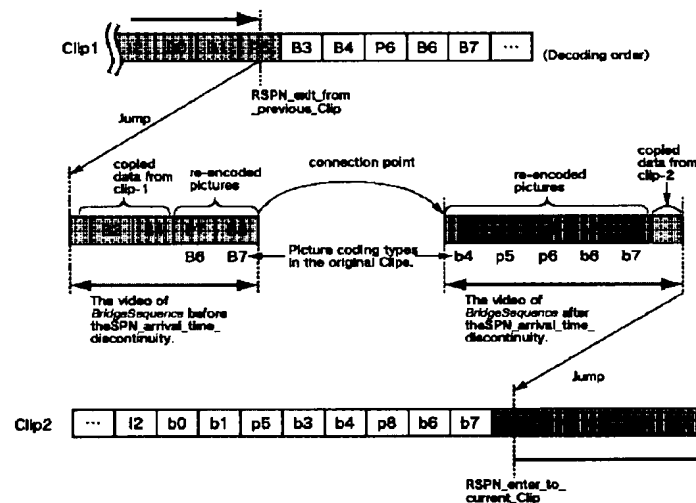 Clip1
B3 B4 P6 B6 B7 ...
(Decoding order)
RSPN_exit_from
_previous_Clip
Jump
copied
data from
clip-1
re-encoded
pictures
connection point
re-encoded
pictures
copied
data from
clip-2
B6 B7
Picture coding types
in the original Clips.
b4 p5 p6 b6 b7
The video of
BridgeSequence before
theSPN_arrival_time_
discontinuity.
The video of
BridgeSequence after
theSPN_arrival_time_
discontinuity.
Jump
Clip2
... I2 b0 b1 p5 b3 b4 p8 b6 b7
RSPN_enter_to_
current_Clip